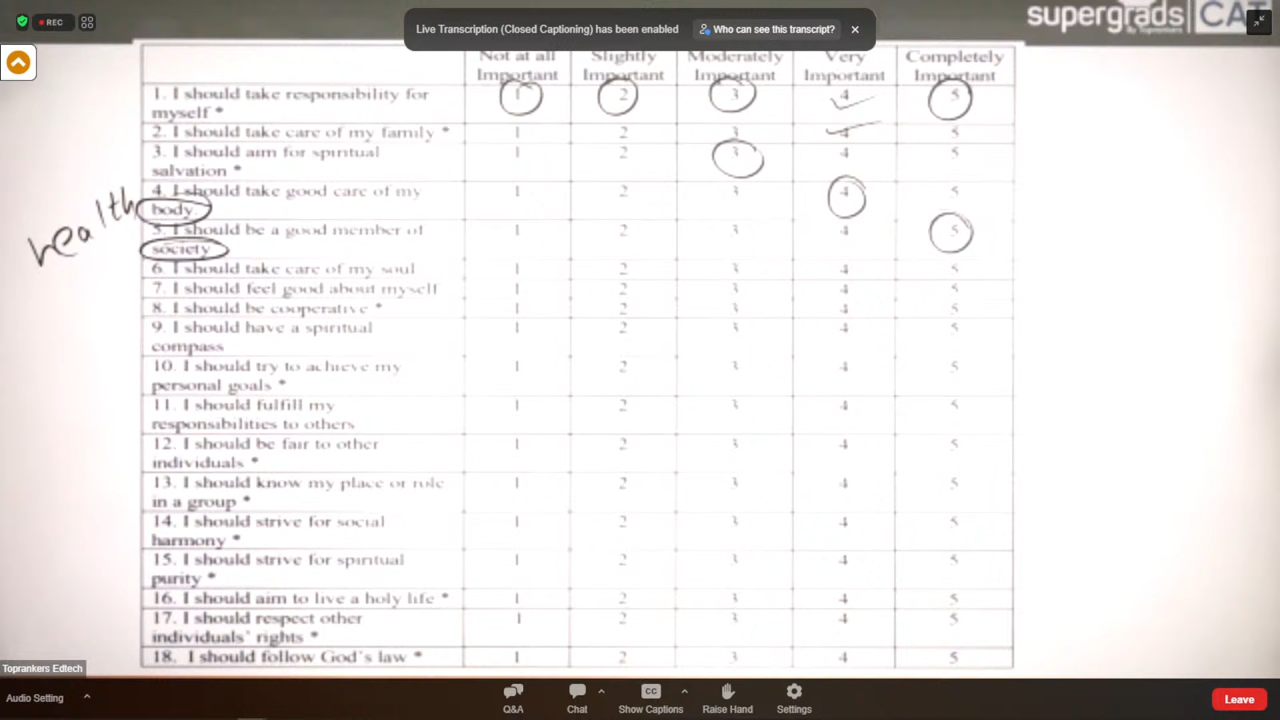 REC
Live Transcription (Closed Captioning) has been enabled Who can see this transcript?
supergrads CAT
Not at all Important Slightly Important Moderately Important Very Important Completely Important
1. I should take responsibility for 1 2 3 4 5
myself *
2. I should take care of my family * 1 2 3 4 5
3. I should aim for spiritual 1 2 3 4 5
salvation *
4. I should take good care of my 1 2 3 4 5
health body.
5. I should be a good member of 1 2 3 4 5
society
6. I should take care of my soul 1 2 3 4 5
7. I should feel good about myself 1 2 3 4 5
8. I should be cooperative * 1 2 3 4 5
9. I should have a spiritual 1 2 3 4 5
compass
10. I should try to achieve my 1 2 3 4 5
personal goals *
11. I should fulfill my 1 2 3 4 5
responsibilities to others
12. I should be fair to other 1 2 3 4 5
individuals *
13. I should know my place or role 1 2 3 4 5
in a group *
14. I should strive for social 1 2 3 4 5
harmony *
15. I should strive for spiritual 1 2 3 4 5
purity *
16. I should aim to live a holy life * 1 2 3 4 5
17. I should respect other 1 2 3 4 5
individuals' rights *
18. I should follow God's law * 1 2 3 4 5
Toprankers Edtech
Audio Setting Q&A Chat Show Captions Raise Hand Settings Leave